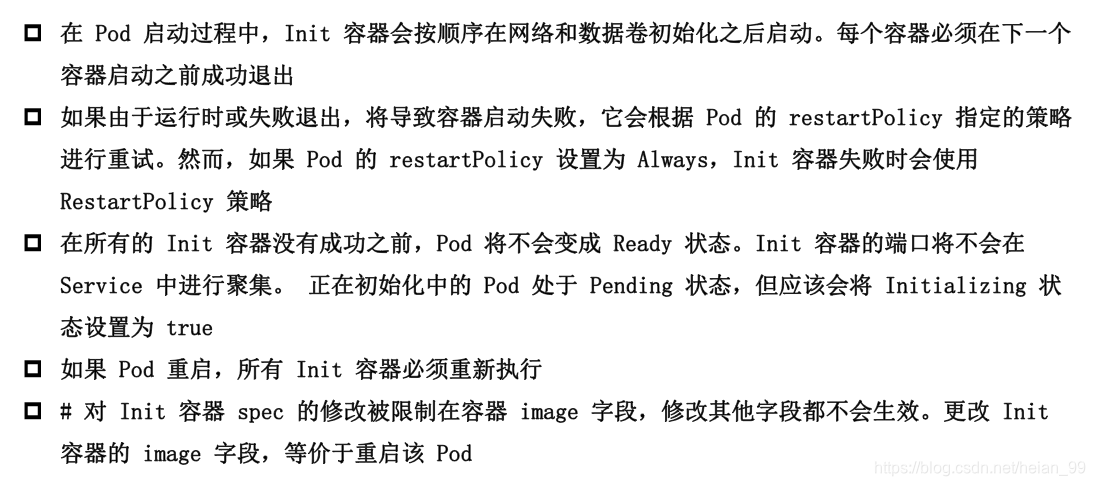 在 Pod 启动过程中，Init 容器会按顺序在网络和数据卷初始化之后启动。每个容器必须在下一个
容器启动之前成功退出
如果由于运行时或失败退出，将导致容器启动失败，它会根据 Pod 的 restartPolicy 指定的策略
进行重试。然而，如果 Pod 的 restartPolicy 设置为 Always，Init 容器失败时会使用
RestartPolicy 策略
在所有的 Init 容器没有成功之前，Pod 将不会变成 Ready 状态。Init 容器的端口将不会在
Service 中进行聚集。 正在初始化中的 Pod 处于 Pending 状态，但应该会将 Initializing 状
态设置为 true
如果 Pod 重启，所有 Init 容器必须重新执行
# 对 Init 容器 spec 的修改被限制在容器 image 字段，修改其他字段都不会生效。更改 Init
容器的 image 字段，等价于重启该 Pod
https://blog.csdn.net/heian_99